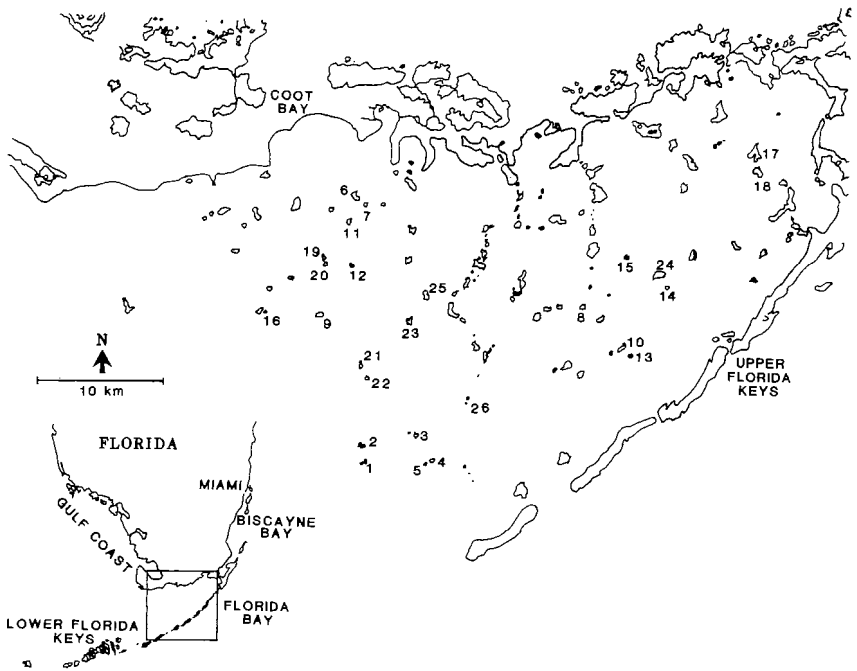 COOT
BAY
17
6
18
7
11
19
15
24
20
12
25
14
16
9
23
8
N
10
13
21
UPPER
FLORIDA
KEYS
10 km
22
26
FLORIDA
2
3
1
5
4
MIAMI
GULF COAST
BISCAYNE
BAY
FLORIDA
BAY
LOWER FLORIDA
KEYS